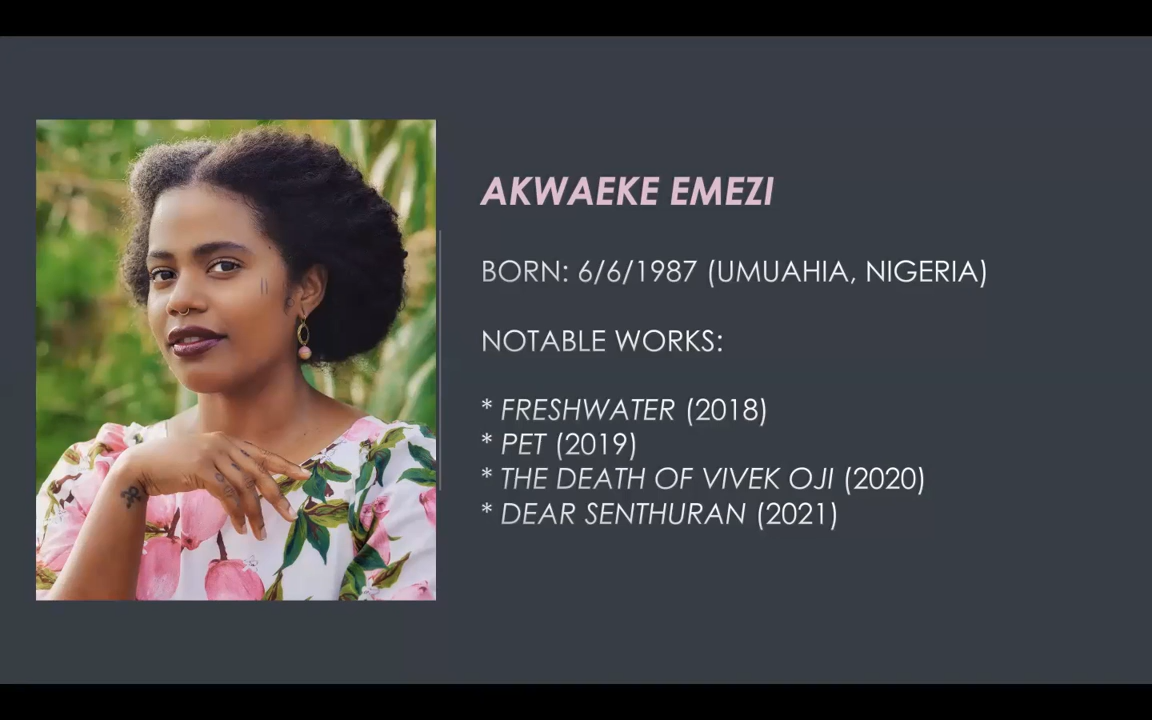 AKWAEKE EMEZI
BORN: 6/6/1987 (UMUAHIA, NIGERIA)
NOTABLE WORKS:
* FRESHWATER (2018)
* PET (2019)
* THE DEATH OF VIVEK OJI (2020)
* DEAR SENTHURAN (2021)